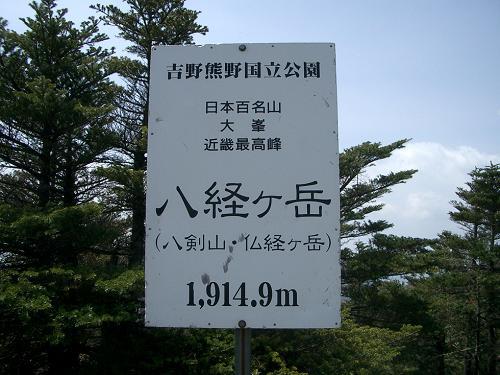 吉野熊野国立公園
日本百名山
大峯
近畿最高峰
八経ケ岳
(八剣山・仏経ヶ岳)
1,914.9m